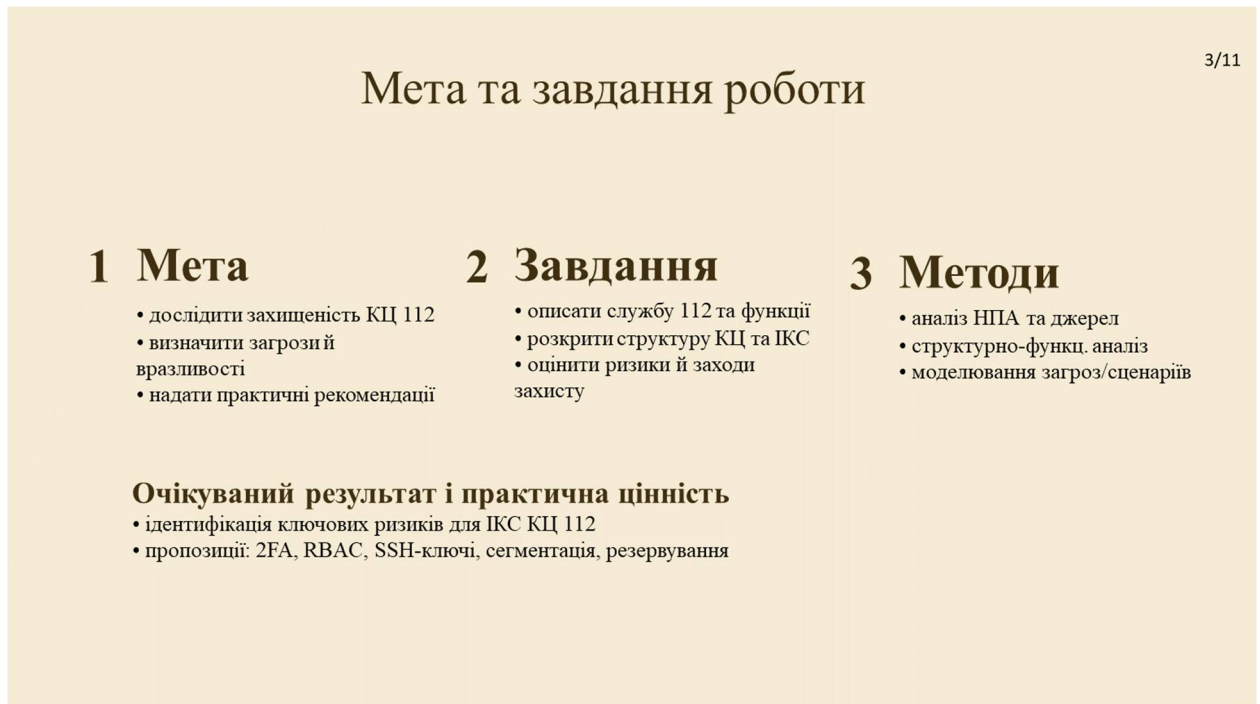 3/11
Мета та завдання роботи
1 Мета
• дослідити захищеність КЦ 112
• визначити загрози й
вразливості
• надати практичні рекомендації
2 Завдання
• описати службу 112 та функції
• розкрити структуру КЦ та ІКС
• оцінити ризики й заходи
захисту
3 Методи
• аналіз НПА та джерел
• структурно-функц. аналіз
• моделювання загроз/сценаріїв
Очікуваний результат і практична цінність
• ідентифікація ключових ризиків для ІКС КЦ 112
• пропозиції: 2FA, RBAC, SSH-ключі, сегментація, резервування